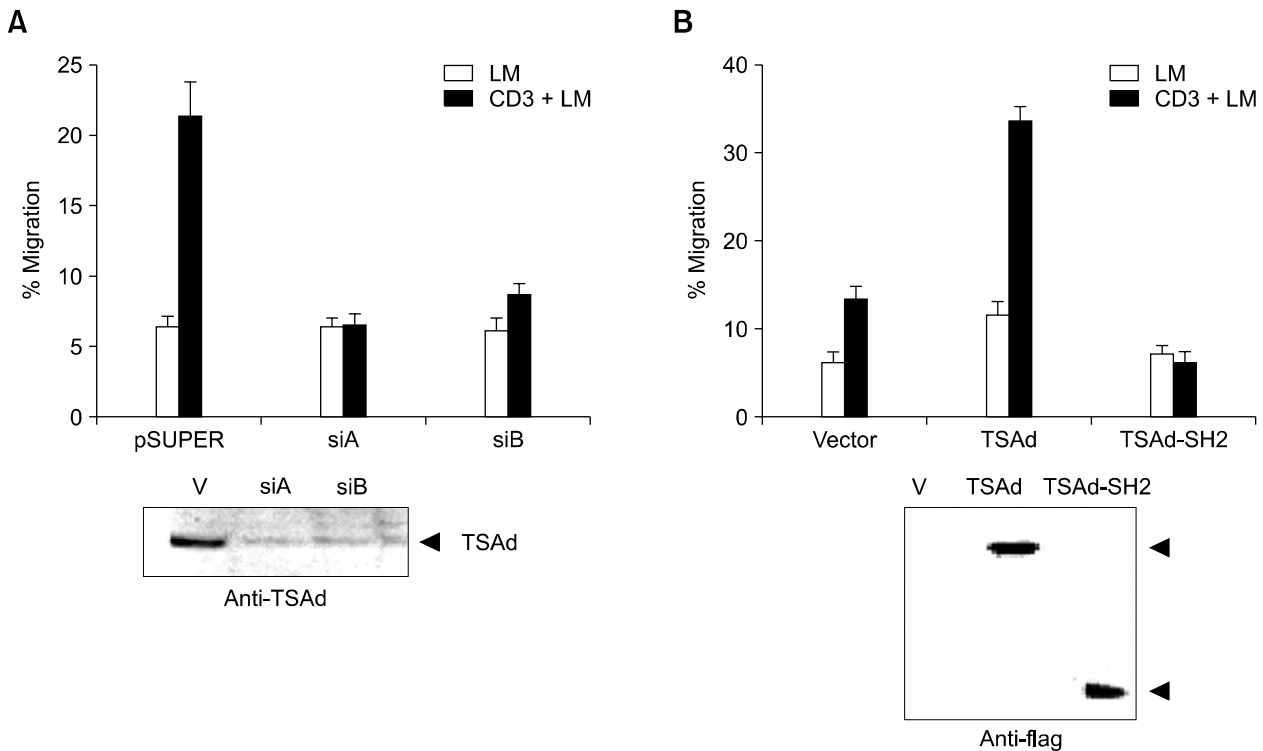 A
% Migration
25
20
15
10
5
0
LM
CD3 + LM
pSUPER siA siB
V siA siB
TSAd
Anti-TSAd
B
% Migration
40
30
20
10
0
LM
CD3 + LM
Vector TSAd TSAd-SH2
V TSAd TSAd-SH2
Anti-flag